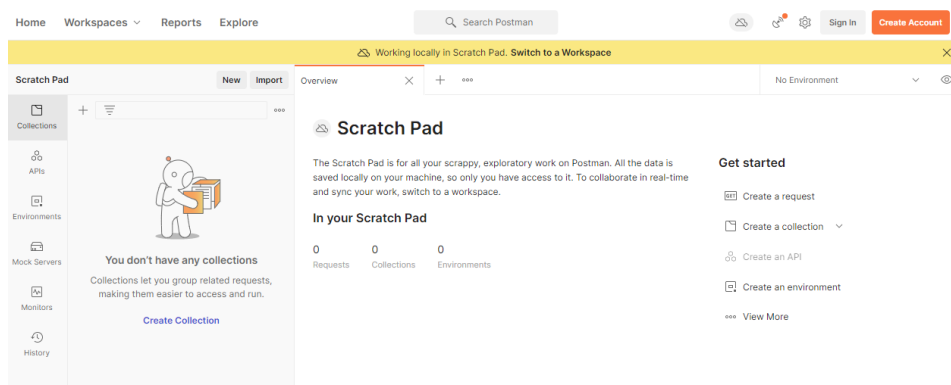 Home Workspaces Reports Explore Search Postman Sign In Create Account
Working locally in Scratch Pad. Switch to a Workspace
Scratch Pad New Import Overview No Environment
Collections
APIs
Environments
Mock Servers
Monitors
History
You don't have any collections
Collections let you group related requests,
making them easier to access and run.
Create Collection
Scratch Pad
The Scratch Pad is for all your scrappy, exploratory work on Postman. All the data is
saved locally on your machine, so only you have access to it. To collaborate in real-time
and sync your work, switch to a workspace.
In your Scratch Pad
0 0 0
Requests Collections Environments
Get started
GET Create a request
Create a collection
Create an API
Create an environment
View More